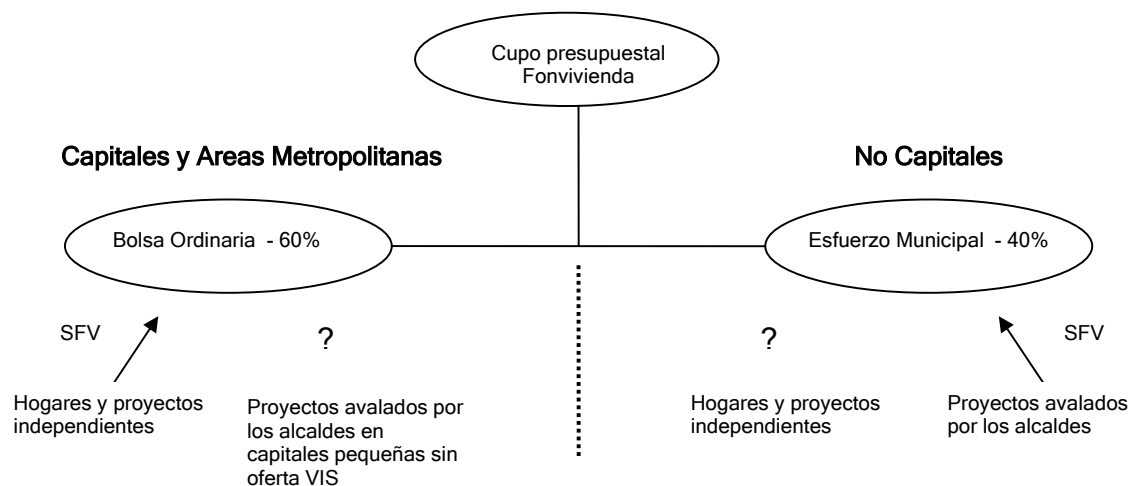 Cupo presupuestal
Fonvivienda
Capitales y Areas Metropolitanas
No Capitales
Bolsa Ordinaria - 60%
Esfuerzo Municipal - 40%
SFV
?
?
SFV
Hogares y proyectos
independientes
Proyectos avalados por
los alcaldes en
capitales pequeñas sin
oferta VIS
Hogares y proyectos
independientes
Proyectos avalados
por los alcaldes